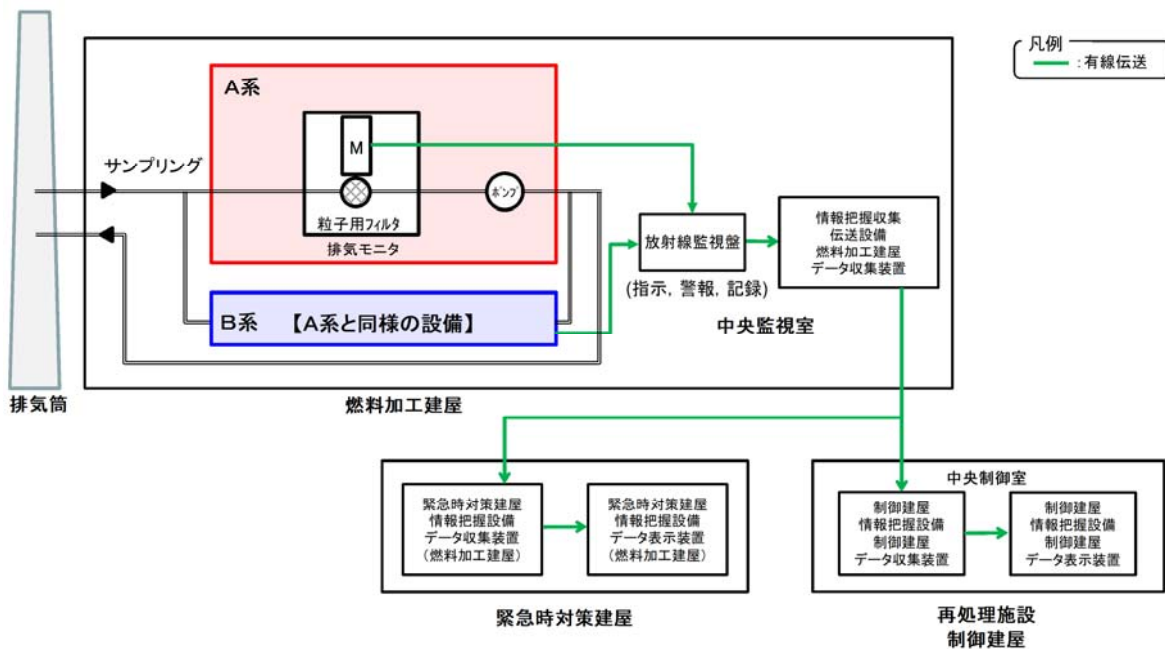 凡例
：有線伝送
A系
M
サンプリング
ポンプ
粒子用フィルタ
排気モニタ
放射線監視盤
(指示, 警報, 記録)
情報把握収集
伝送設備
燃料加工建屋
データ収集装置
中央監視室
B系 【A系と同様の設備】
排気筒
燃料加工建屋
緊急時対策建屋
情報把握設備
データ収集装置
(燃料加工建屋)
緊急時対策建屋
情報把握設備
データ表示装置
(燃料加工建屋)
緊急時対策建屋
中央制御室
制御建屋
情報把握設備
制御建屋
データ収集装置
制御建屋
情報把握設備
制御建屋
データ表示装置
再処理施設
制御建屋